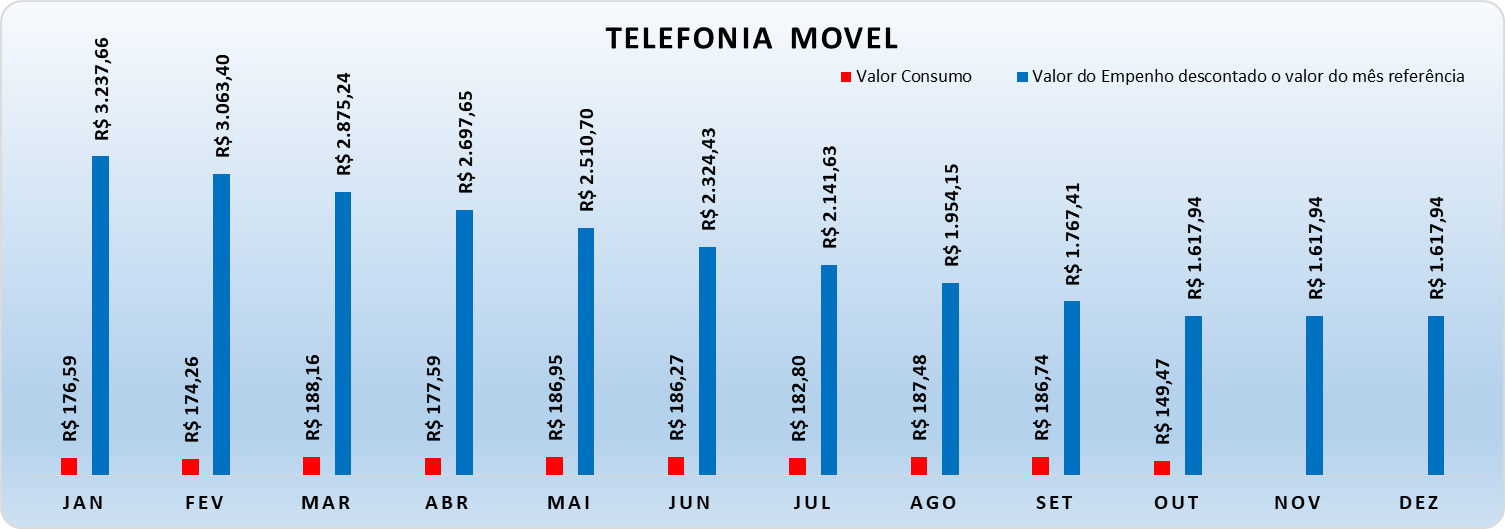 TELEFONIA MOVEL
Valor Consumo
Valor do Empenho descontado o valor do mês referência
R$ 176,59
R$ 3.237,66
R$ 174,26
R$ 3.063,40
R$ 188,16
R$ 2.875,24
R$ 177,59
R$ 2.697,65
R$ 186,95
R$ 2.510,70
R$ 186,27
R$ 2.324,43
R$ 182,80
R$ 2.141,63
R$ 187,48
R$ 1.954,15
R$ 186,74
R$ 1.767,41
R$ 149,47
R$ 1.617,94
R$ 1.617,94
R$ 1.617,94
JAN FEV MAR ABR MAI JUN JUL AGO SET OUT NOV DEZ